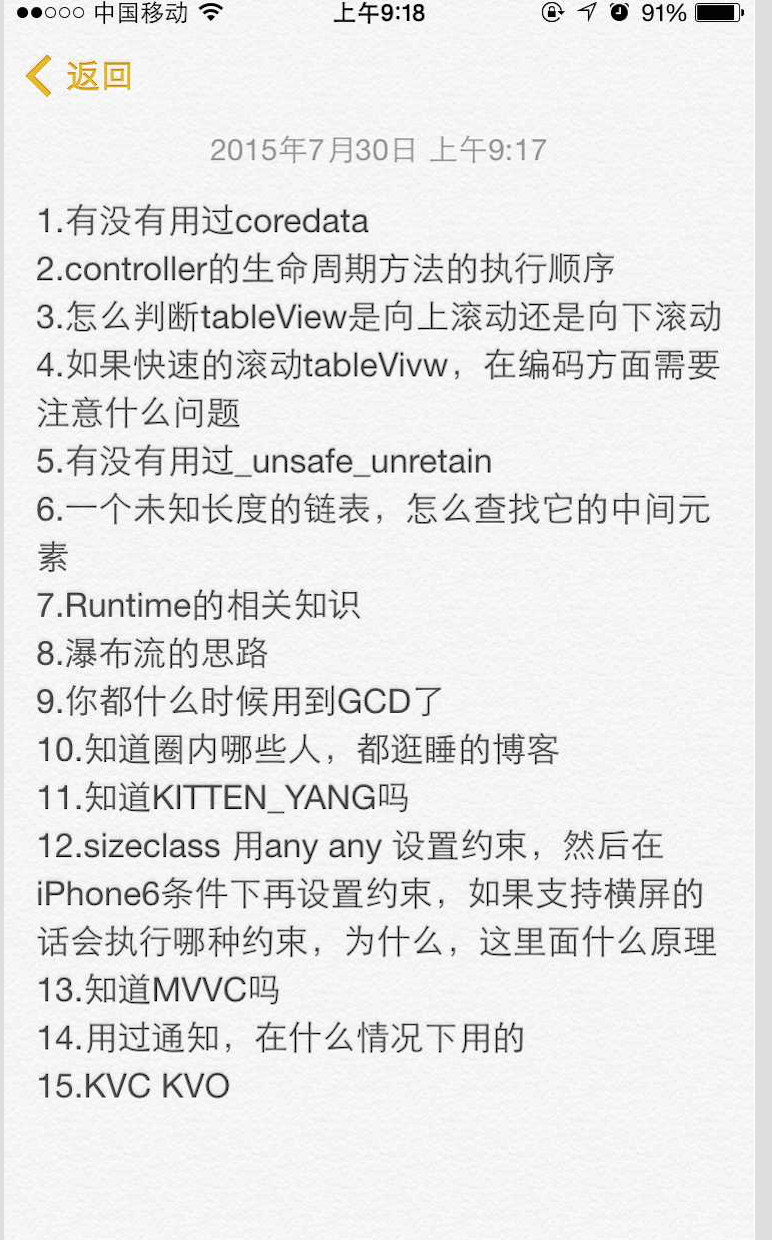 中国移动 上午9:18 91%
返回
2015年7月30日 上午9:17
1.有没有用过coredata
2.controller的生命周期方法的执行顺序
3.怎么判断tableView是向上滚动还是向下滚动
4.如果快速的滚动tableVivw，在编码方面需要
注意什么问题
5.有没有用过_unsafe_unretain
6.一个未知长度的链表，怎么查找它的中间元
素
7.Runtime的相关知识
8.瀑布流的思路
9.你都什么时候用到GCD了
10.知道圈内哪些人，都逛睡的博客
11.知道KITTEN_YANG吗
12.sizeclass 用any any 设置约束，然后在
iPhone6条件下再设置约束，如果支持横屏的
话会执行哪种约束，为什么，这里面什么原理
13.知道MVVC吗
14.用过通知，在什么情况下用的
15.KVC KVO